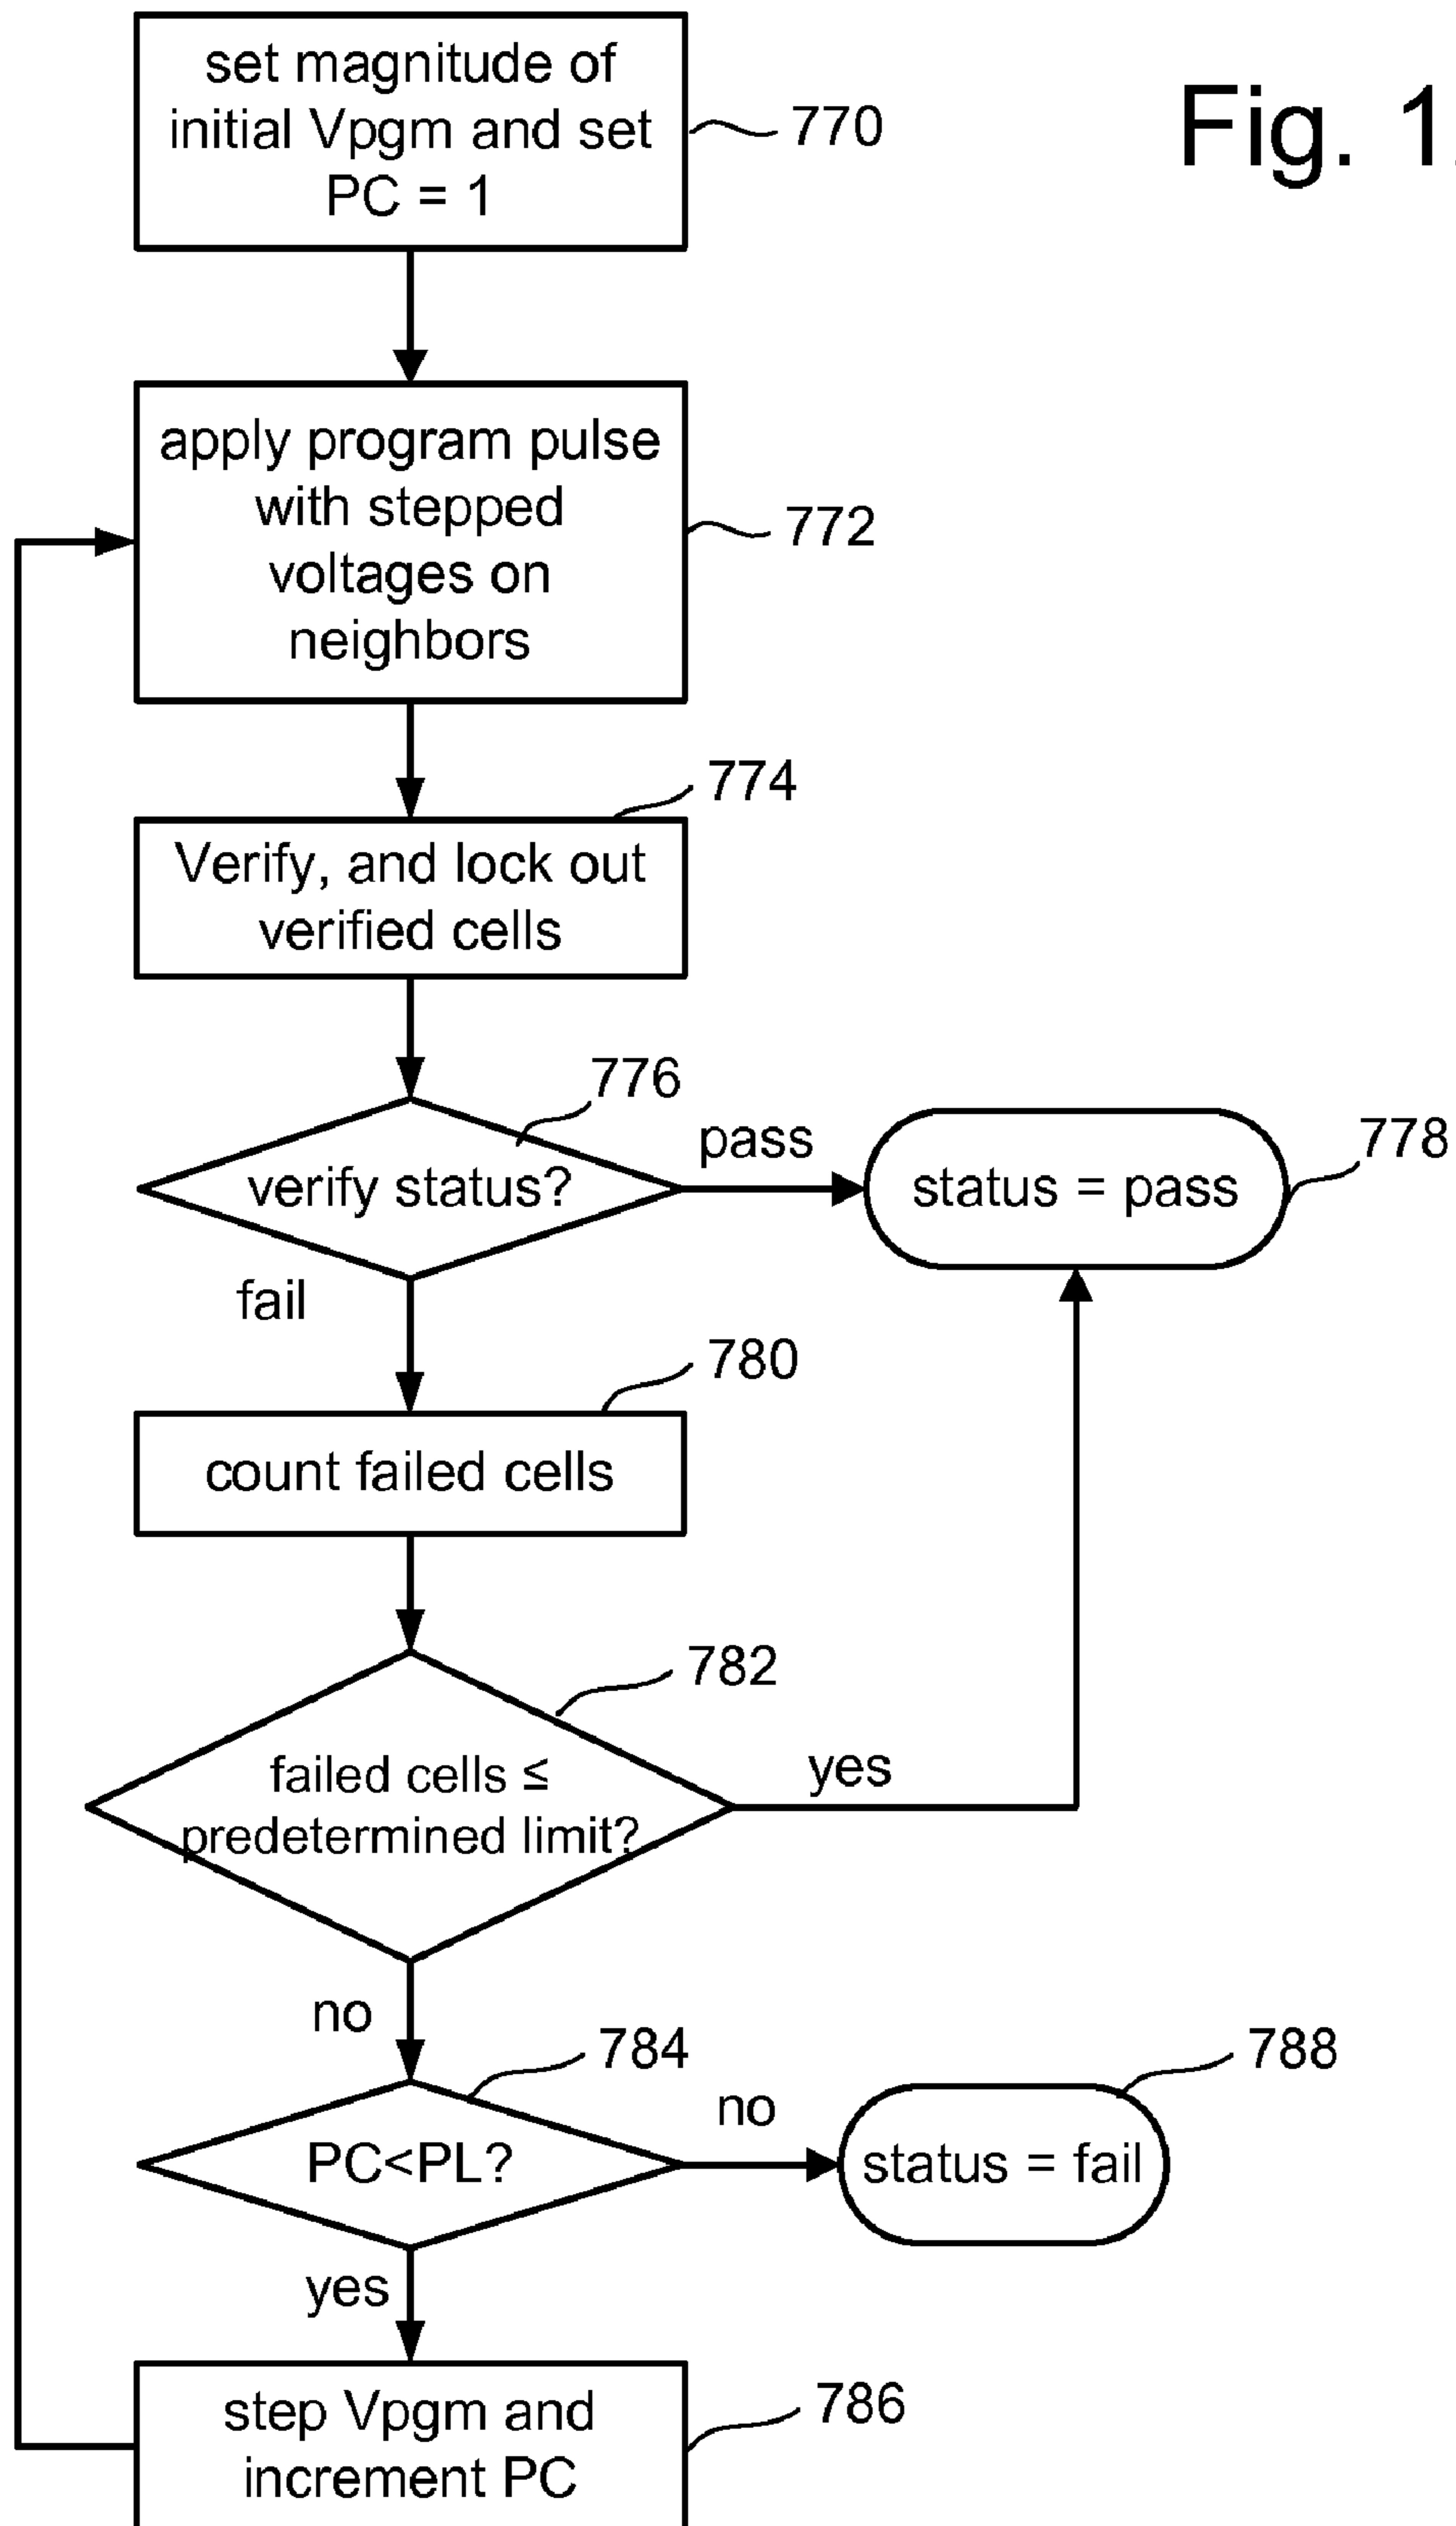 set magnitude of
initial Vpgm and set
PC = 1
770
Fig. 1
apply program pulse
with stepped
voltages on
neighbors
772
774
Verify, and lock out
verified cells
776
verify status?
pass
status = pass
778
fail
780
count failed cells
782
failed cells ≤
predetermined limit?
yes
no
784
788
PC<PL?
no
status = fail
yes
step Vpgm and
increment PC
786